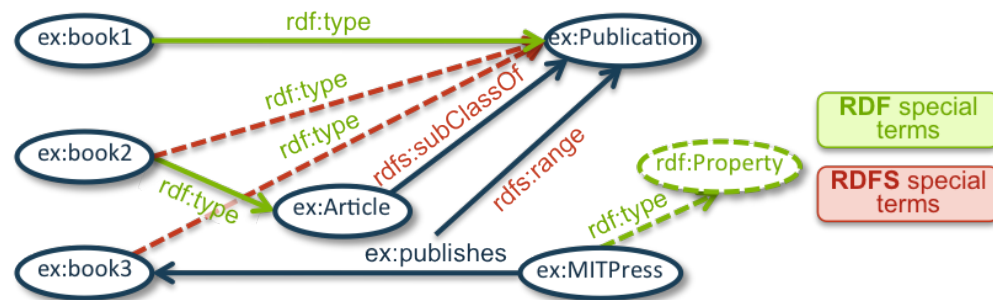 ex:book1
rdf:type
ex:Publication
rdf:type
rdf:type
rdfs:subClassOf
rdfs:range
RDF special
terms
ex:book2
rdf:type
ex:Article
rdf:Property
RDFS special
terms
rdf:type
ex:publishes
ex:book3
ex:MITPress